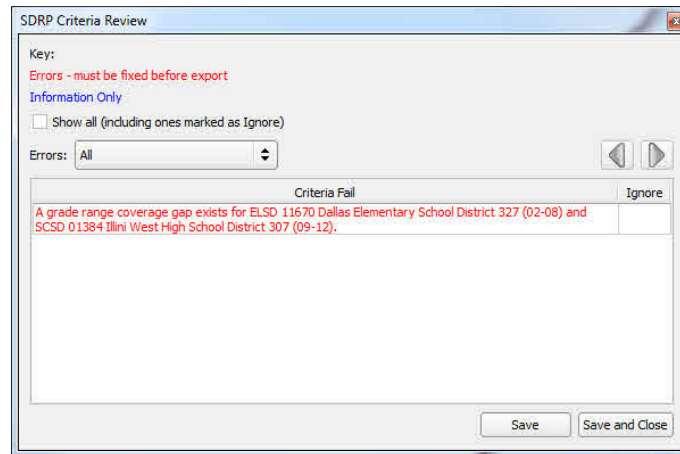 SDRP Criteria Review
Key:
Errors - must be fixed before export
Information Only
Show all (including ones marked as Ignore)
Errors: All
Criteria Fail Ignore
A grade range coverage gap exists for ELSD 11670 Dallas Elementary School District 327 (02-08) and
SCSD 01384 Illini West High School District 307 (09-12).
Save Save and Close